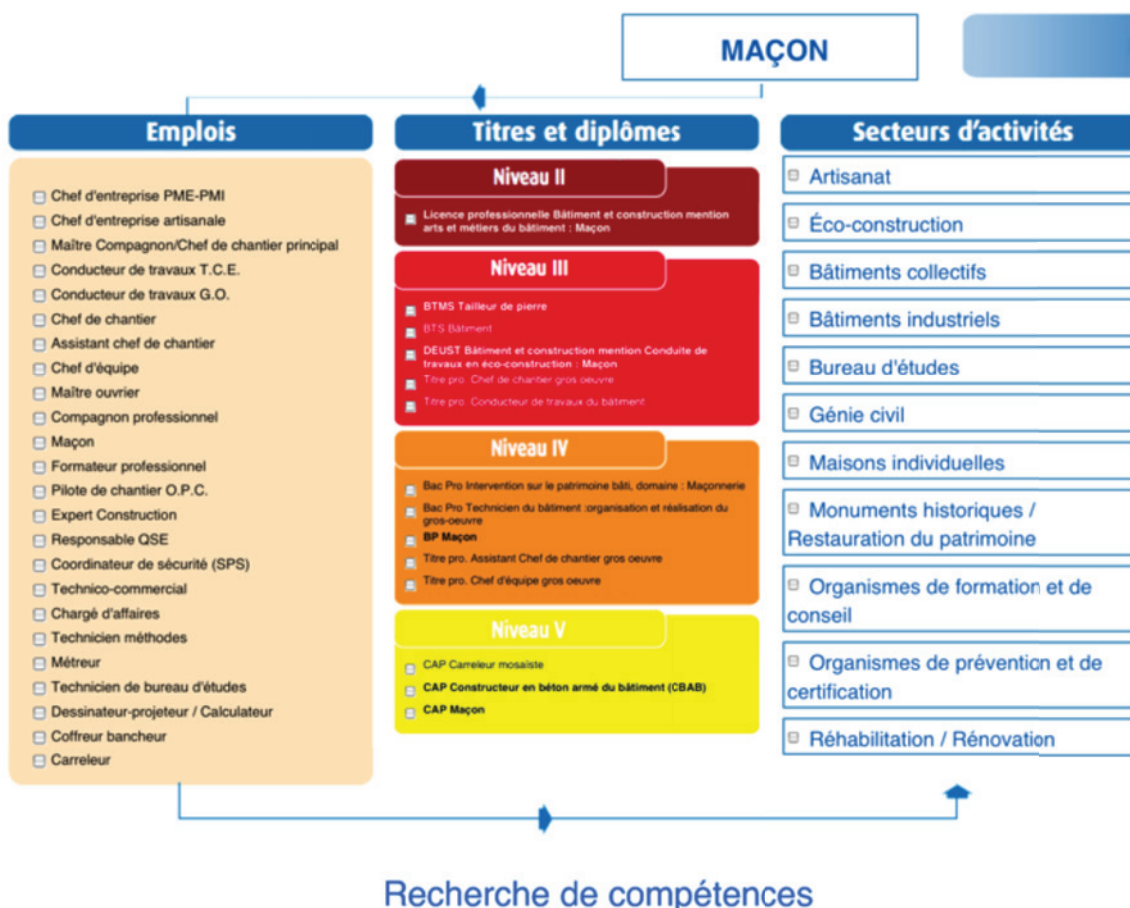 MAÇON
Emplois
Chef d'entreprise PME-PMI
Chef d'entreprise artisanale
Maître Compagnon/Chef de chantier principal
Conducteur de travaux T.C.E.
Conducteur de travaux G.O.
Chef de chantier
Assistant chef de chantier
Chef d'équipe
Maître ouvrier
Compagnon professionnel
Maçon
Formateur professionnel
Pilote de chantier O.P.C.
Expert Construction
Responsable QSE
Coordinateur de sécurité (SPS)
Technico-commercial
Chargé d'affaires
Technicien méthodes
Métreur
Technicien de bureau d'études
Dessinateur-projeteur / Calculateur
Coffreur bancheur
Carreleur
Titres et diplômes
Niveau II
Licence professionnelle Bâtiment et construction mention
arts et métiers du bâtiment : Maçon
Niveau III
BTMS Tailleur de pierre
BTS Bâtiment
DEUST Bâtiment et construction mention Conduite de
travaux en éco-construction : Maçon
Titre pro. Chef de chantier gros oeuvre
Titre pro. Conducteur de travaux du bâtiment
Niveau IV
Bac Pro Intervention sur le patrimoine bâti, domaine : Maçonnerie
Bac Pro Technicien du bâtiment :organisation et réalisation du
gros-oeuvre
BP Maçon
Titre pro. Assistant Chef de chantier gros oeuvre
Titre pro. Chef d'équipe gros oeuvre
Niveau V
CAP Carreleur mosaïste
CAP Constructeur en béton armé du bâtiment (CBAB)
CAP Maçon
Secteurs d'activités
Artisanat
Éco-construction
Bâtiments collectifs
Bâtiments industriels
Bureau d'études
Génie civil
Maisons individuelles
Monuments historiques /
Restauration du patrimoine
Organismes de formation et de
conseil
Organismes de prévention et de
certification
Réhabilitation / Rénovation
Recherche de compétences